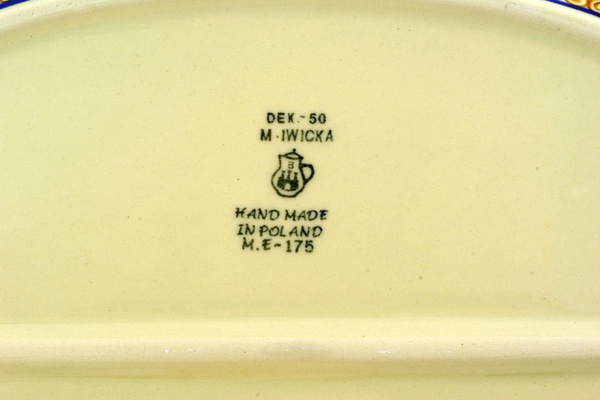 DEK.-50
M.IWICKA
B
HAND MADE
IN POLAND
M.E-175